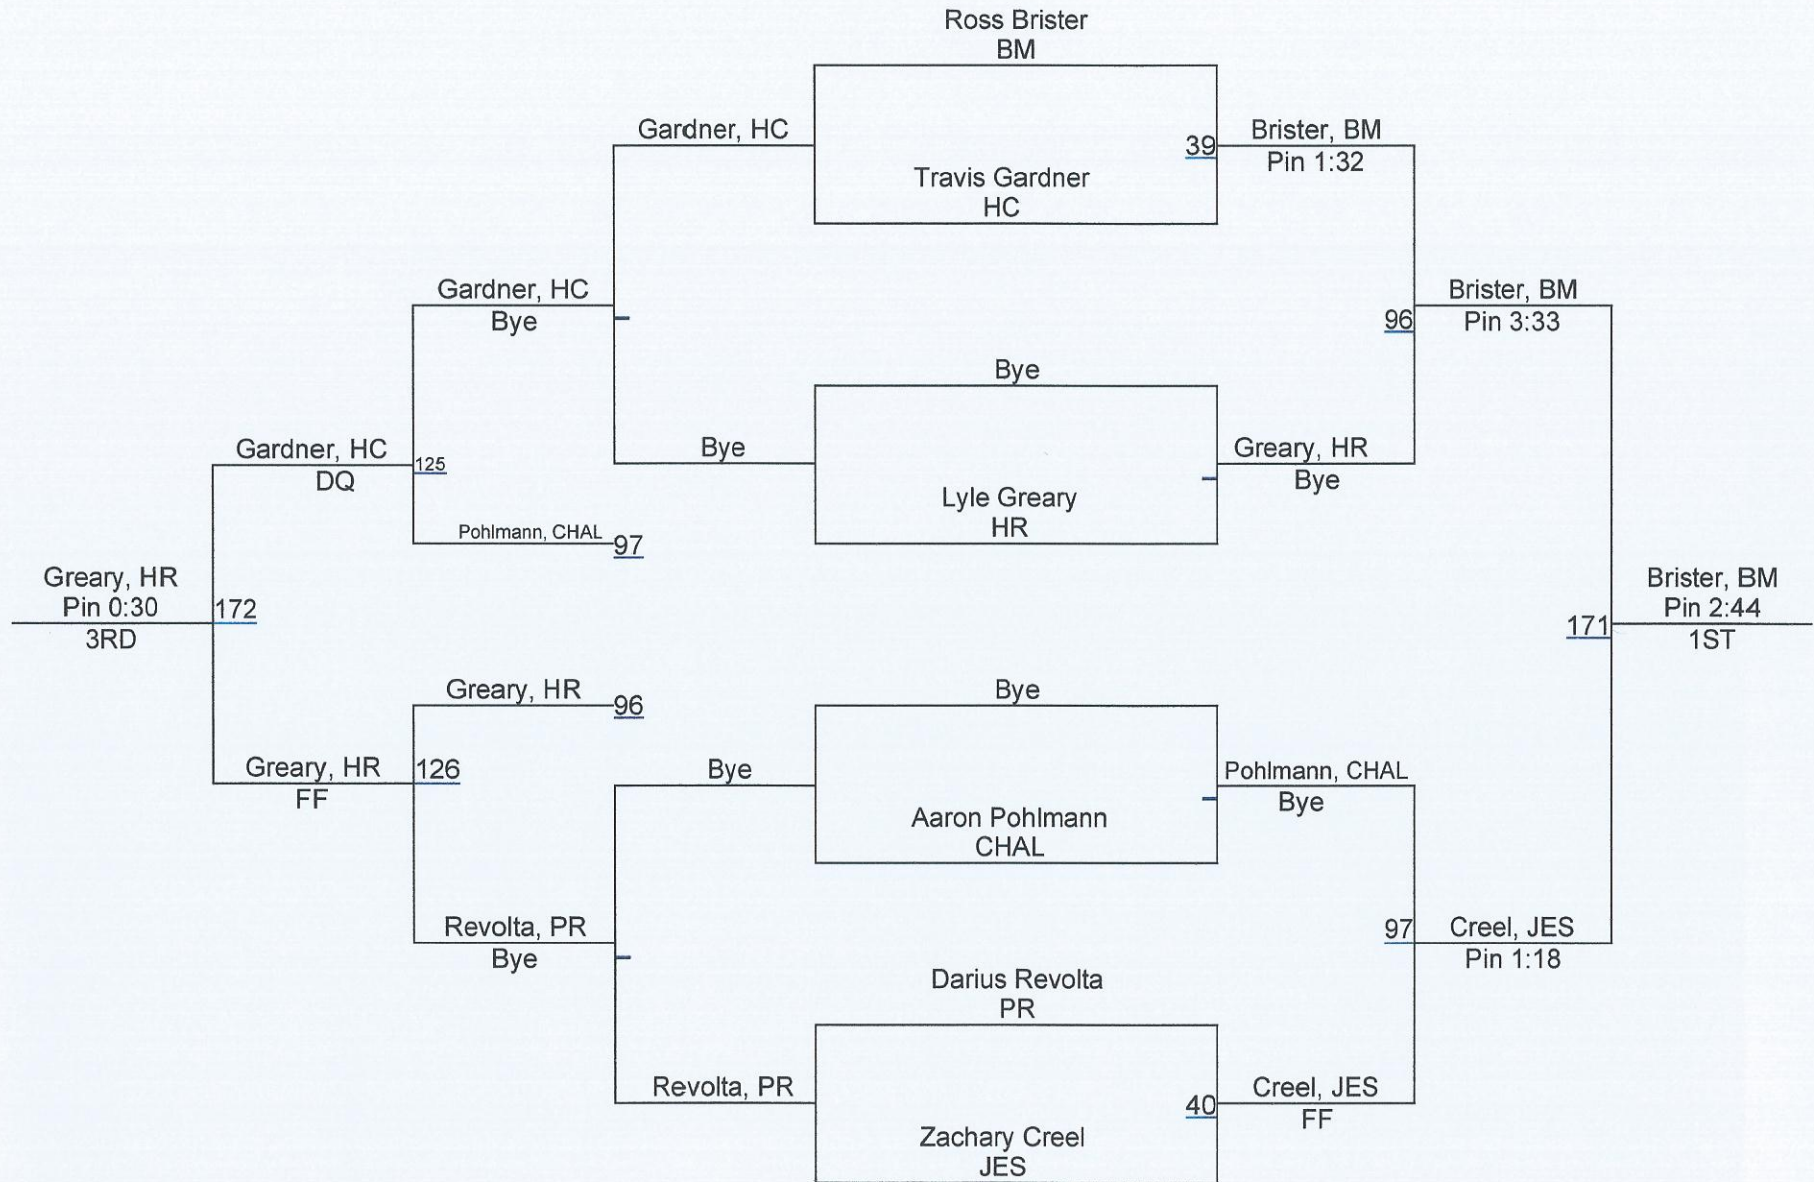 Ross Brister
BM
Gardner, HC
39
Brister, BM
Pin 1:32
Travis Gardner
HC
Gardner, HC
Bye
Brister, BM
96
Pin 3:33
Bye
Gardner, HC
125
DQ
Bye
Greary, HR
Bye
Lyle Greary
HR
Pohlmann, CHAL
97
Greary, HR
Pin 0:30
172
3RD
Brister, BM
Pin 2:44
171
1ST
Greary, HR
96
Bye
Greary, HR
126
FF
Bye
Pohlmann, CHAL
Bye
Aaron Pohlmann
CHAL
Revolta, PR
Bye
97
Creel, JES
Pin 1:18
Darius Revolta
PR
Revolta, PR
40
Creel, JES
FF
Zachary Creel
JES